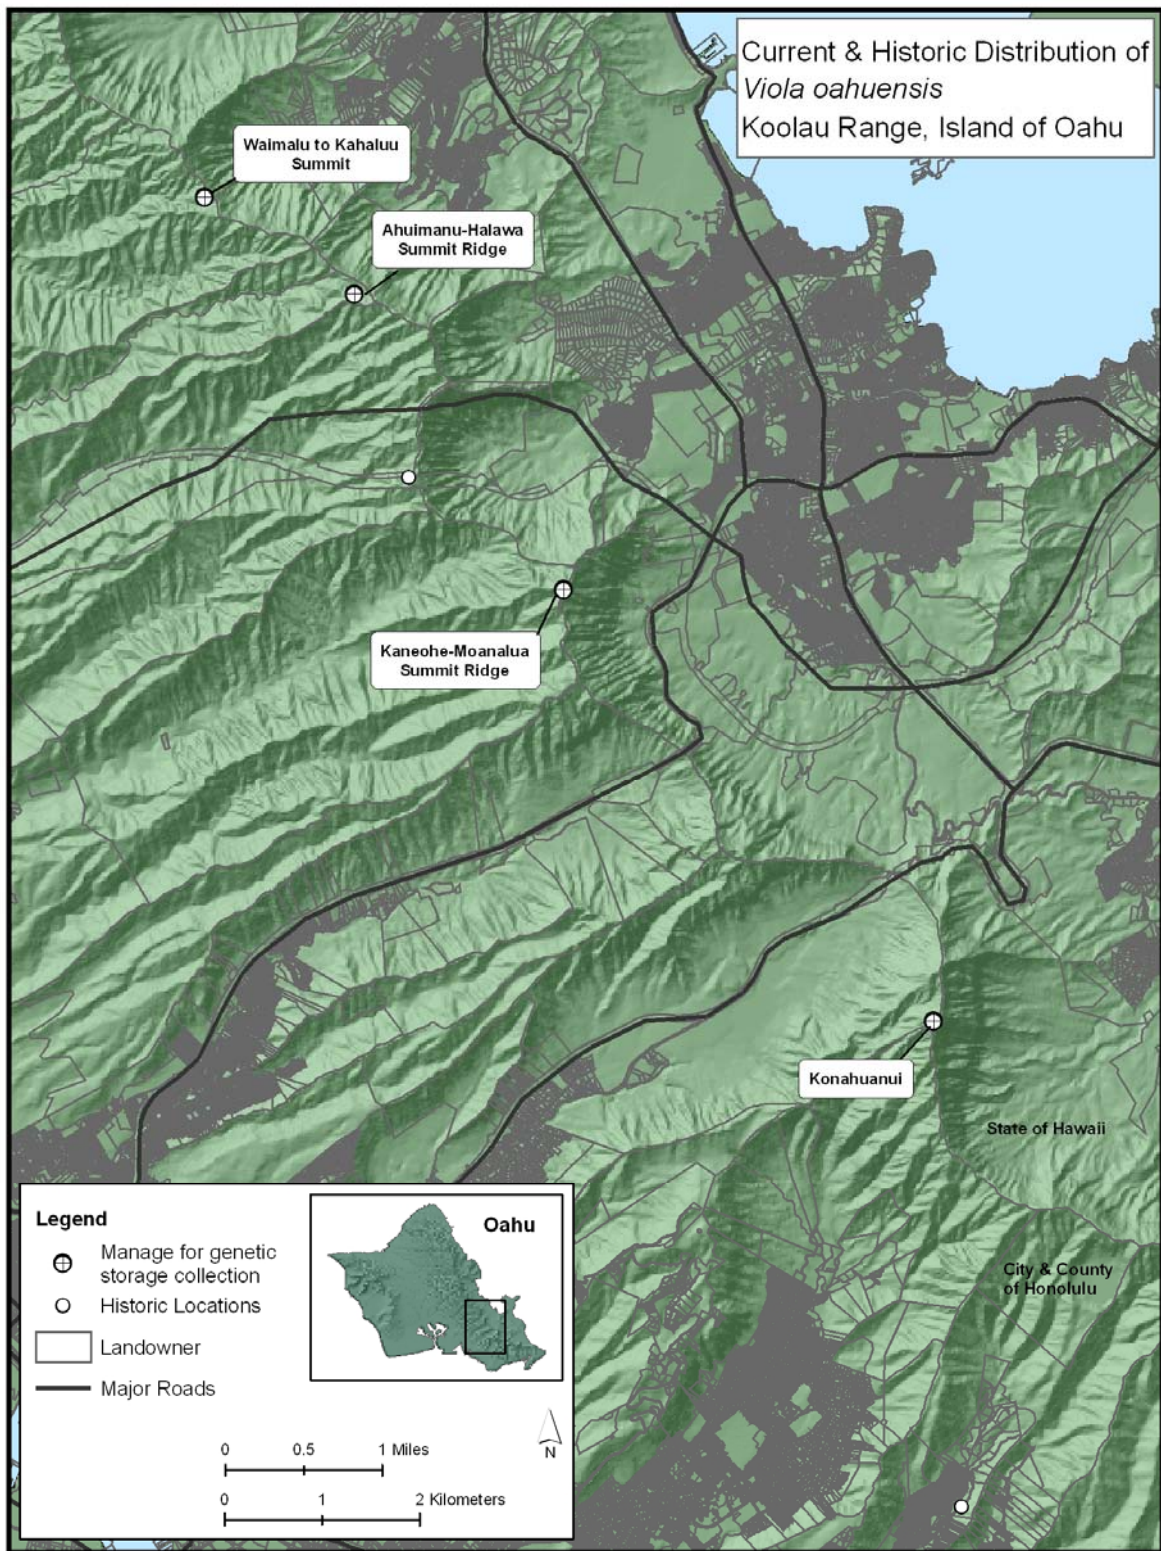 Current & Historic Distribution of
Viola oahuensis
Koolau Range, Island of Oahu
Waimalu to Kahaluu
Summit
Ahuimanu-Halawa
Summit Ridge
Kaneohe-Moanalua
Summit Ridge
Konahuanui
State of Hawaii
City & County
of Honolulu
Legend
Manage for genetic
storage collection
Historic Locations
Landowner
Major Roads
Oahu
N
0 0.5 1 Miles
0 1 2 Kilometers